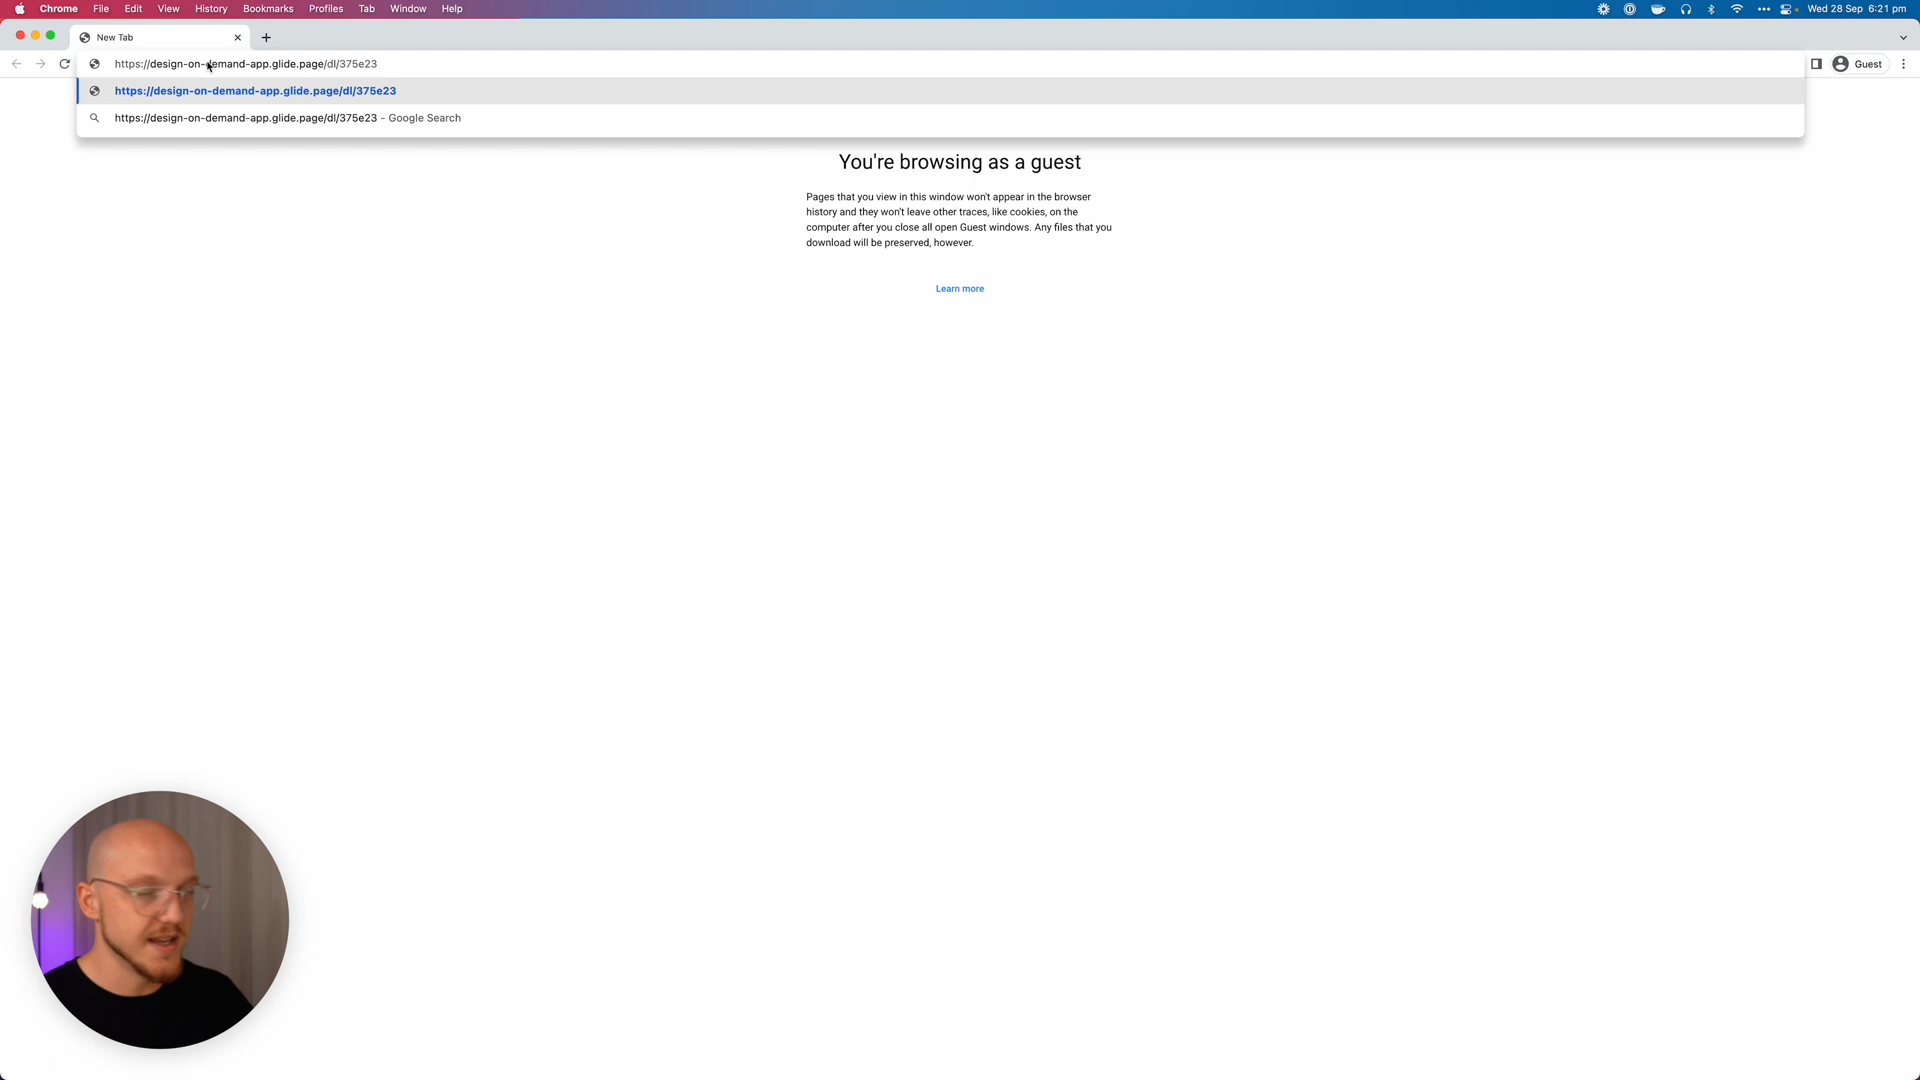 Chrome File Edit View History Bookmarks Profiles Tab Window Help Wed 28 Sep 6:21 pm
New Tab
https://design-on-demand-app.glide.page/dl/375e23 Guest
https://design-on-demand-app.glide.page/dl/375e23
https://design-on-demand-app.glide.page/dl/375e23 - Google Search
You're browsing as a guest
Pages that you view in this window won't appear in the browser
history and they won't leave other traces, like cookies, on the
computer after you close all open Guest windows. Any files that you
download will be preserved, however.
Learn more